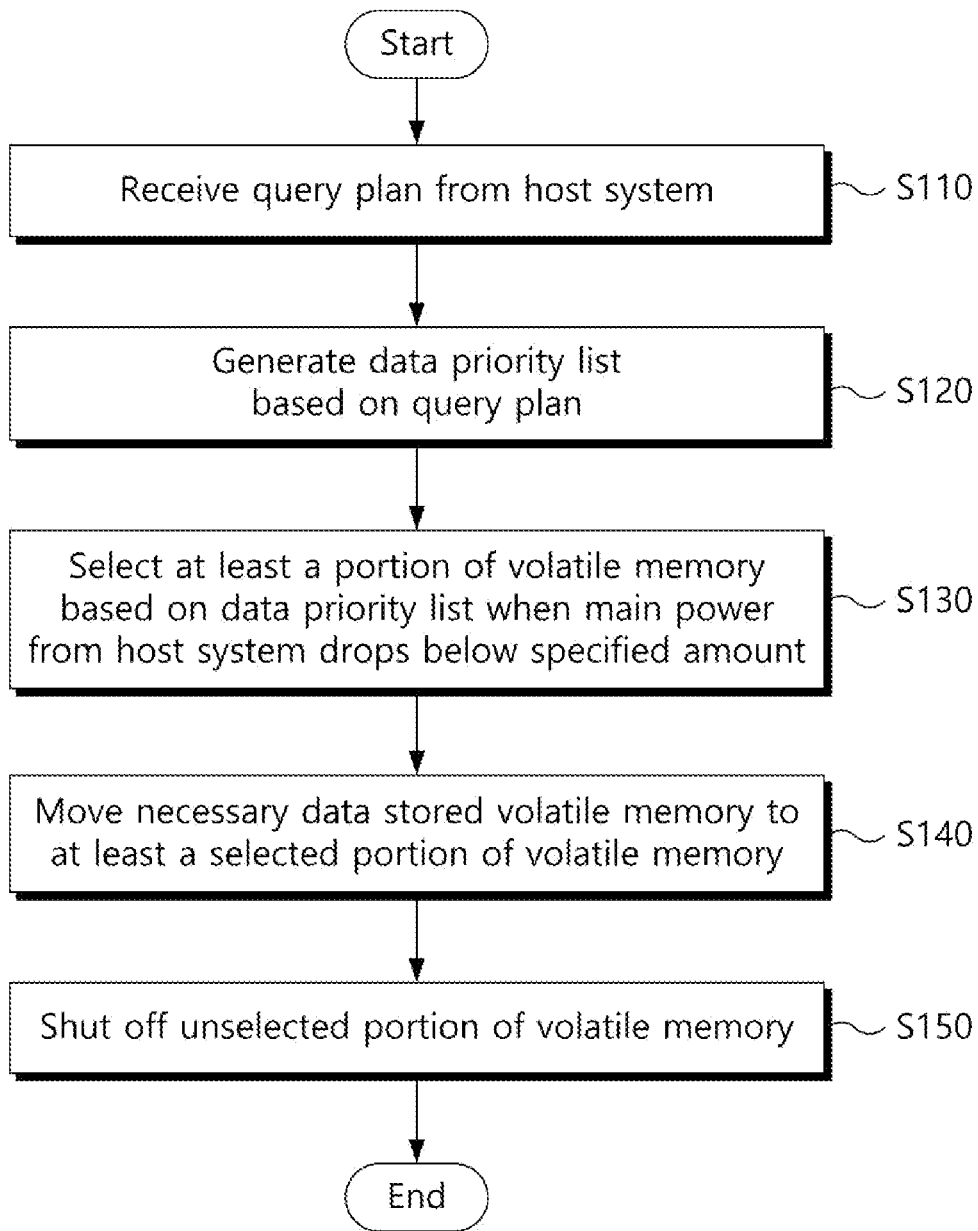 Start
Receive query plan from host system
S110
Generate data priority list
based on query plan
S120
Select at least a portion of volatile memory
based on data priority list when main power
from host system drops below specified amount
S130
Move necessary data stored volatile memory to
at least a selected portion of volatile memory
S140
Shut off unselected portion of volatile memory
S150
End